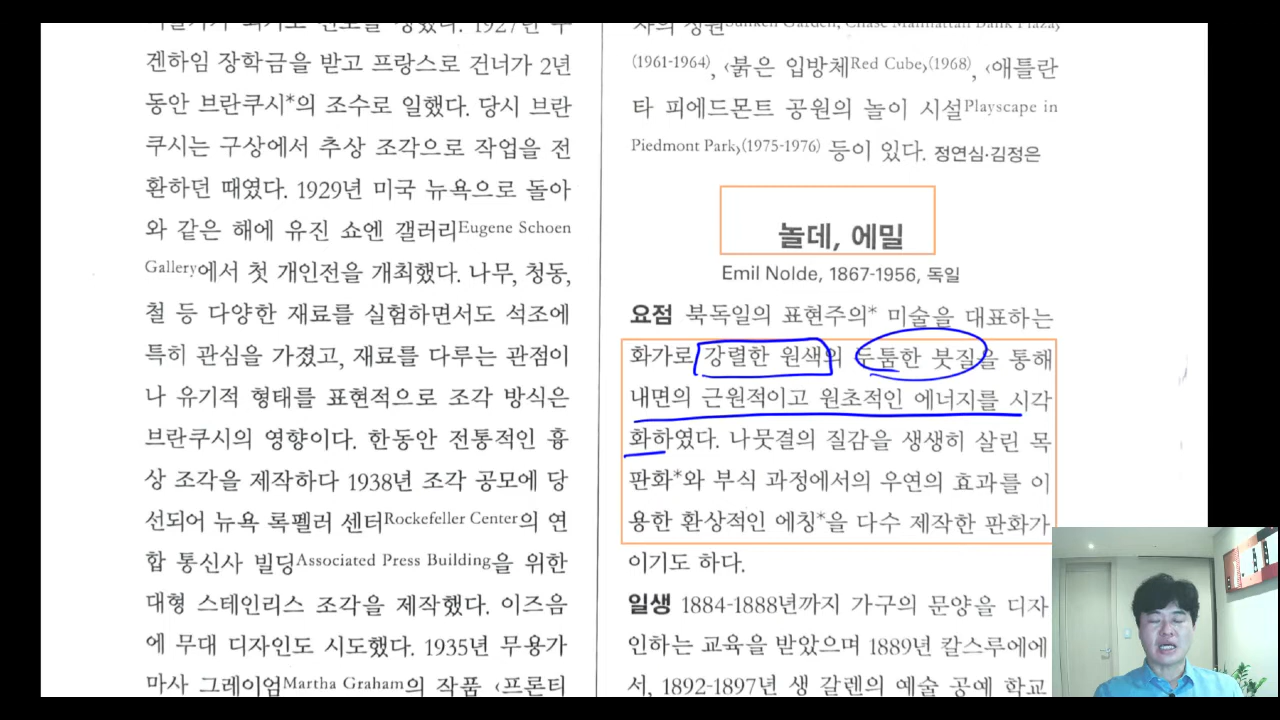 겐하임 장학금을 받고 프랑스로 건너가 2년
동안 브란쿠시*의 조수로 일했다. 당시 브란
쿠시는 구상에서 추상 조각으로 작업을 전
환하던 때였다. 1929년 미국 뉴욕으로 돌아
와 같은 해에 유진 쇼엔 갤러리Eugene Schoen
Gallery에서 첫 개인전을 개최했다. 나무, 청동,
철 등 다양한 재료를 실험하면서도 석조에
특히 관심을 가졌고, 재료를 다루는 관점이
나 유기적 형태를 표현적으로 조각 방식은
브란쿠시의 영향이다. 한동안 전통적인 흉
상 조각을 제작하다 1938년 조각 공모에 당
선되어 뉴욕 록펠러 센터Rockefeller Center의 연
합 통신사 빌딩Associated Press Building을 위한
대형 스테인리스 조각을 제작했다. 이즈음
에 무대 디자인도 시도했다. 1935년 무용가
마사 그레이엄Martha Graham의 작품 ‹프론티
(1961-1964), ‹붉은 입방체Red Cube›(1968), ‹애틀란
타 피에드몬트 공원의 놀이 시설Playscape in
Piedmont Park›(1975-1976) 등이 있다. 정연심·김정은
놀데, 에밀
Emil Nolde, 1867-1956, 독일
요점 북독일의 표현주의* 미술을 대표하는
화가로 강렬한 원색의 두툼한 붓질을 통해
내면의 근원적이고 원초적인 에너지를 시각
화하였다. 나뭇결의 질감을 생생히 살린 목
판화*와 부식 과정에서의 우연의 효과를 이
용한 환상적인 에칭*을 다수 제작한 판화가
이기도 하다.
일생 1884-1888년까지 가구의 문양을 디자
인하는 교육을 받았으며 1889년 칼스루에에
서, 1892-1897년 생 갈렌의 예술 공예 학교